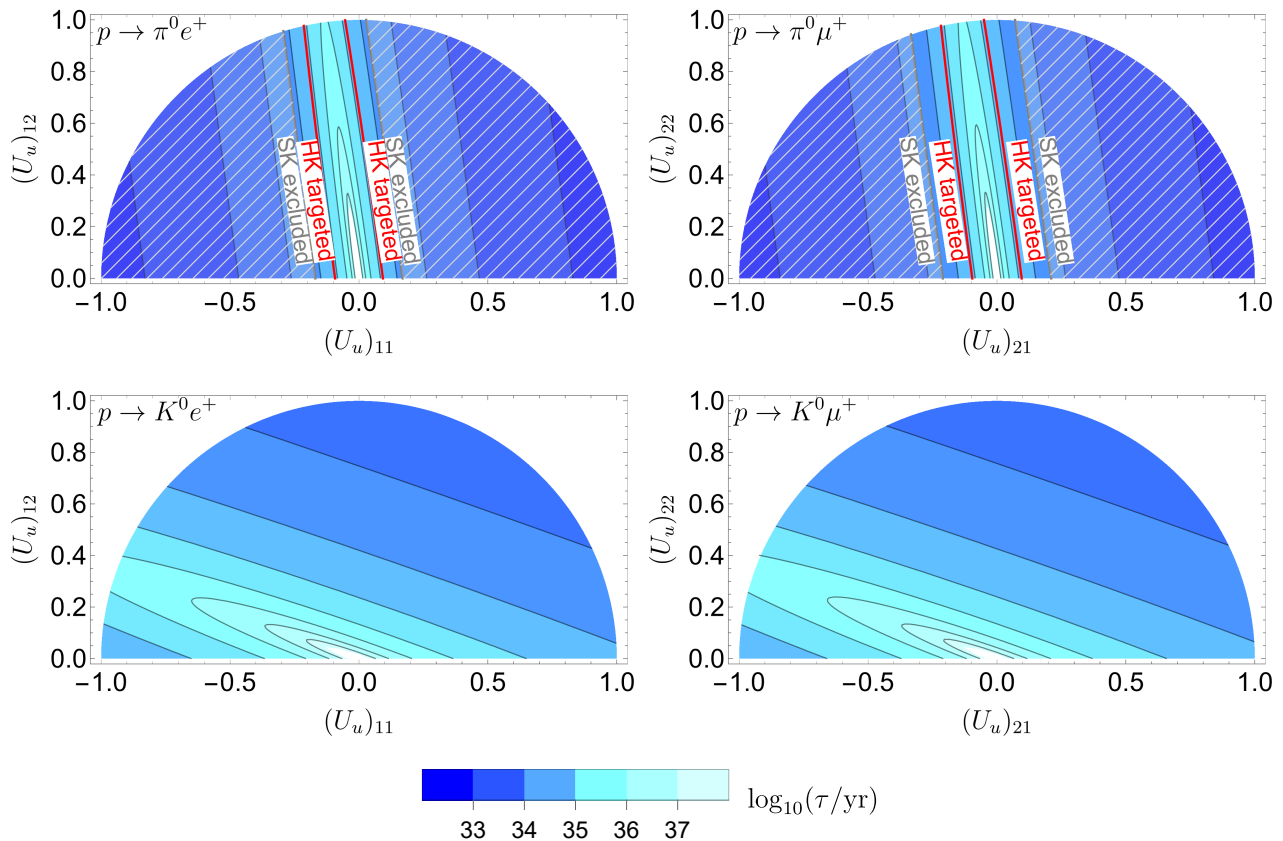 p → π⁰e⁺
(U_u)₁₂
1.0
0.8
0.6
0.4
0.2
0.0
SK excluded
HK targeted
HK targeted
SK excluded
−1.0 −0.5 0.0 0.5 1.0
(U_u)₁₁
p → π⁰μ⁺
(U_u)₂₂
1.0
0.8
0.6
0.4
0.2
0.0
SK excluded
HK targeted
HK targeted
SK excluded
−1.0 −0.5 0.0 0.5 1.0
(U_u)₂₁
p → K⁰e⁺
(U_u)₁₂
1.0
0.8
0.6
0.4
0.2
0.0
−1.0 −0.5 0.0 0.5 1.0
(U_u)₁₁
p → K⁰μ⁺
(U_u)₂₂
1.0
0.8
0.6
0.4
0.2
0.0
−1.0 −0.5 0.0 0.5 1.0
(U_u)₂₁
33 34 35 36 37
log₁₀(τ/yr)